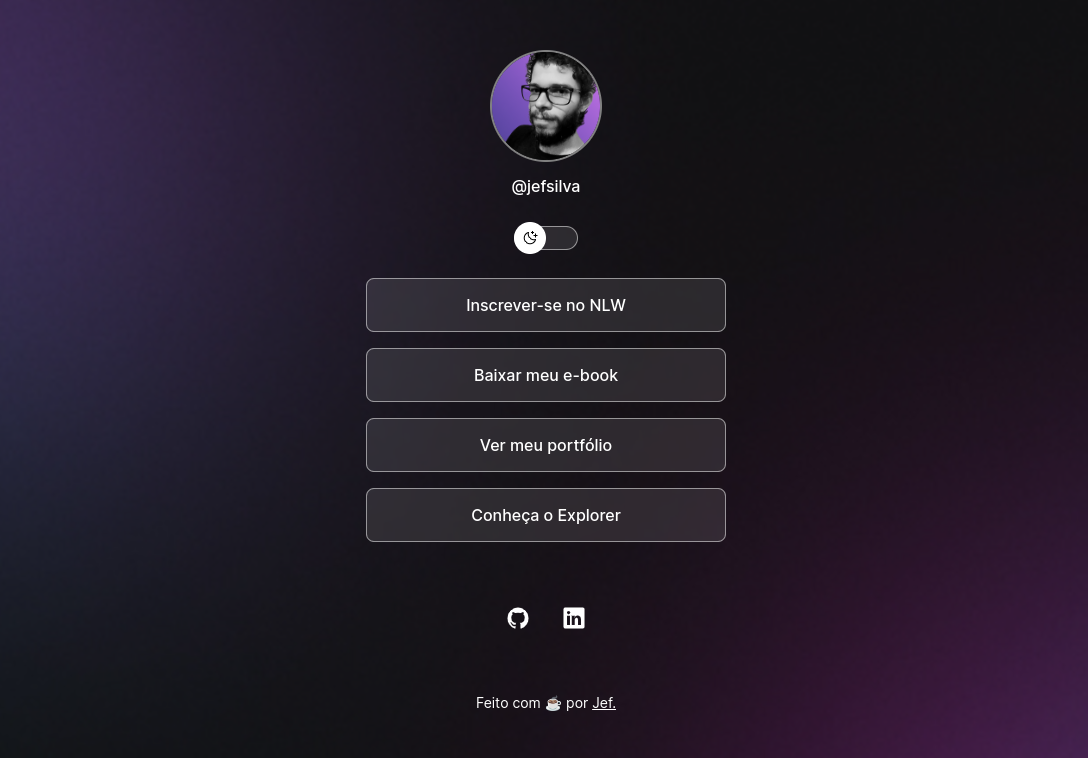 @jefsilva
Inscrever-se no NLW
Baixar meu e-book
Ver meu portfólio
Conheça o Explorer
Feito com ☕ por Jef.